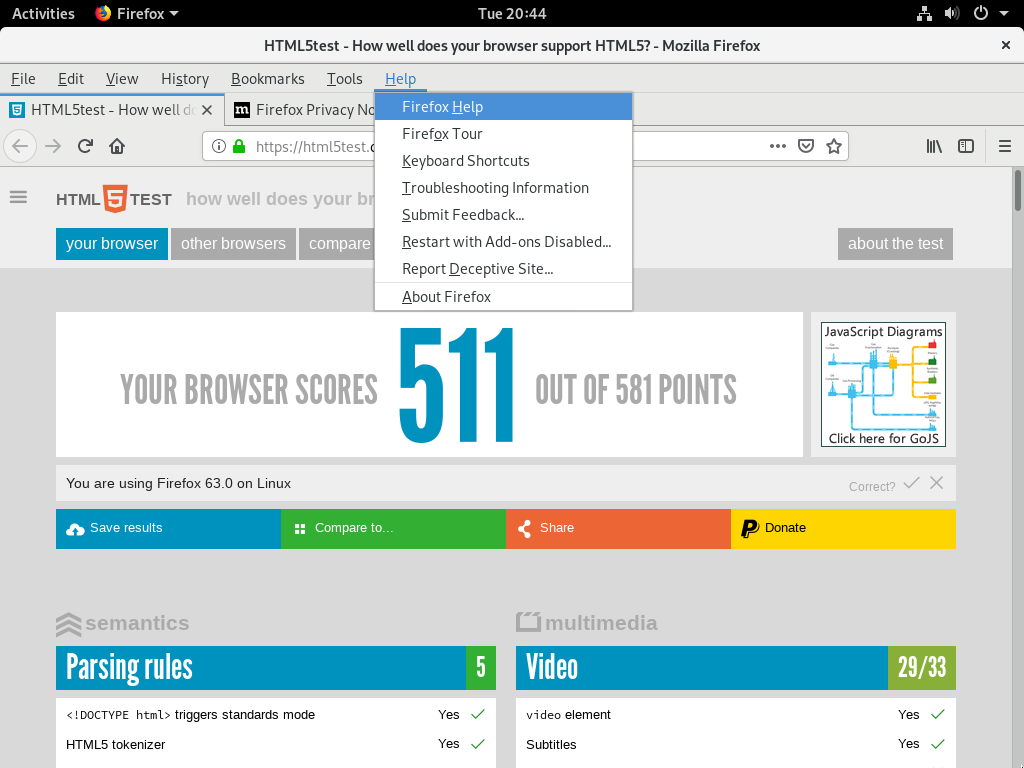 Activities Firefox Tue 20:44
HTML5test - How well does your browser support HTML5? - Mozilla Firefox
File Edit View History Bookmarks Tools Help
HTML5test - How well d Firefox Privacy No
https://html5test.
Firefox Help
Firefox Tour
Keyboard Shortcuts
Troubleshooting Information
Submit Feedback...
Restart with Add-ons Disabled...
Report Deceptive Site...
About Firefox
HTML 5 TEST how well does your br
your browser other browsers compare about the test
YOUR BROWSER SCORES 511 OUT OF 581 POINTS
JavaScript Diagrams
Click here for GoJS
You are using Firefox 63.0 on Linux Correct?
Save results Compare to... Share Donate
semantics multimedia
Parsing rules 5 Video 29/33
<!DOCTYPE html> triggers standards mode Yes video element Yes
HTML5 tokenizer Yes Subtitles Yes